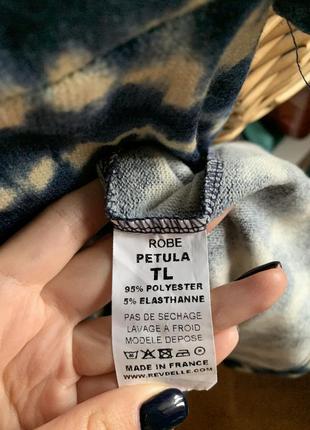 ROBE
PETULA
TL
95% POLYESTER
5% ELASTHANNE
PAS DE SECHAGE
LAVAGE A FROID
MODELE DEPOSE
MADE IN FRANCE
WWW.REVDELLE.COM